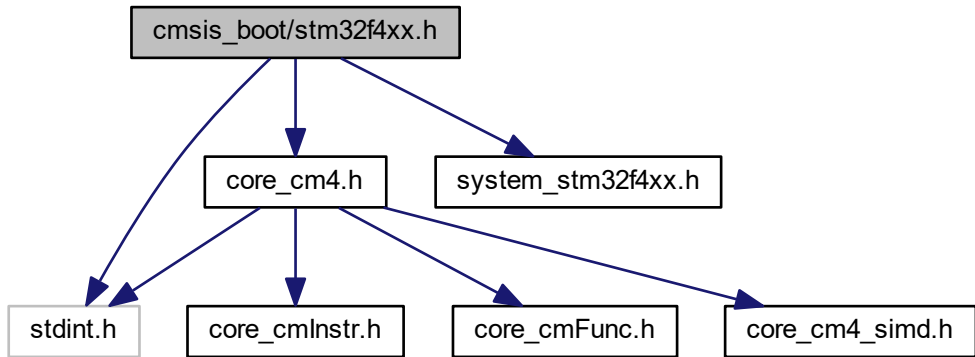 cmsis_boot/stm32f4xx.h
core_cm4.h
system_stm32f4xx.h
stdint.h
core_cmInstr.h
core_cmFunc.h
core_cm4_simd.h